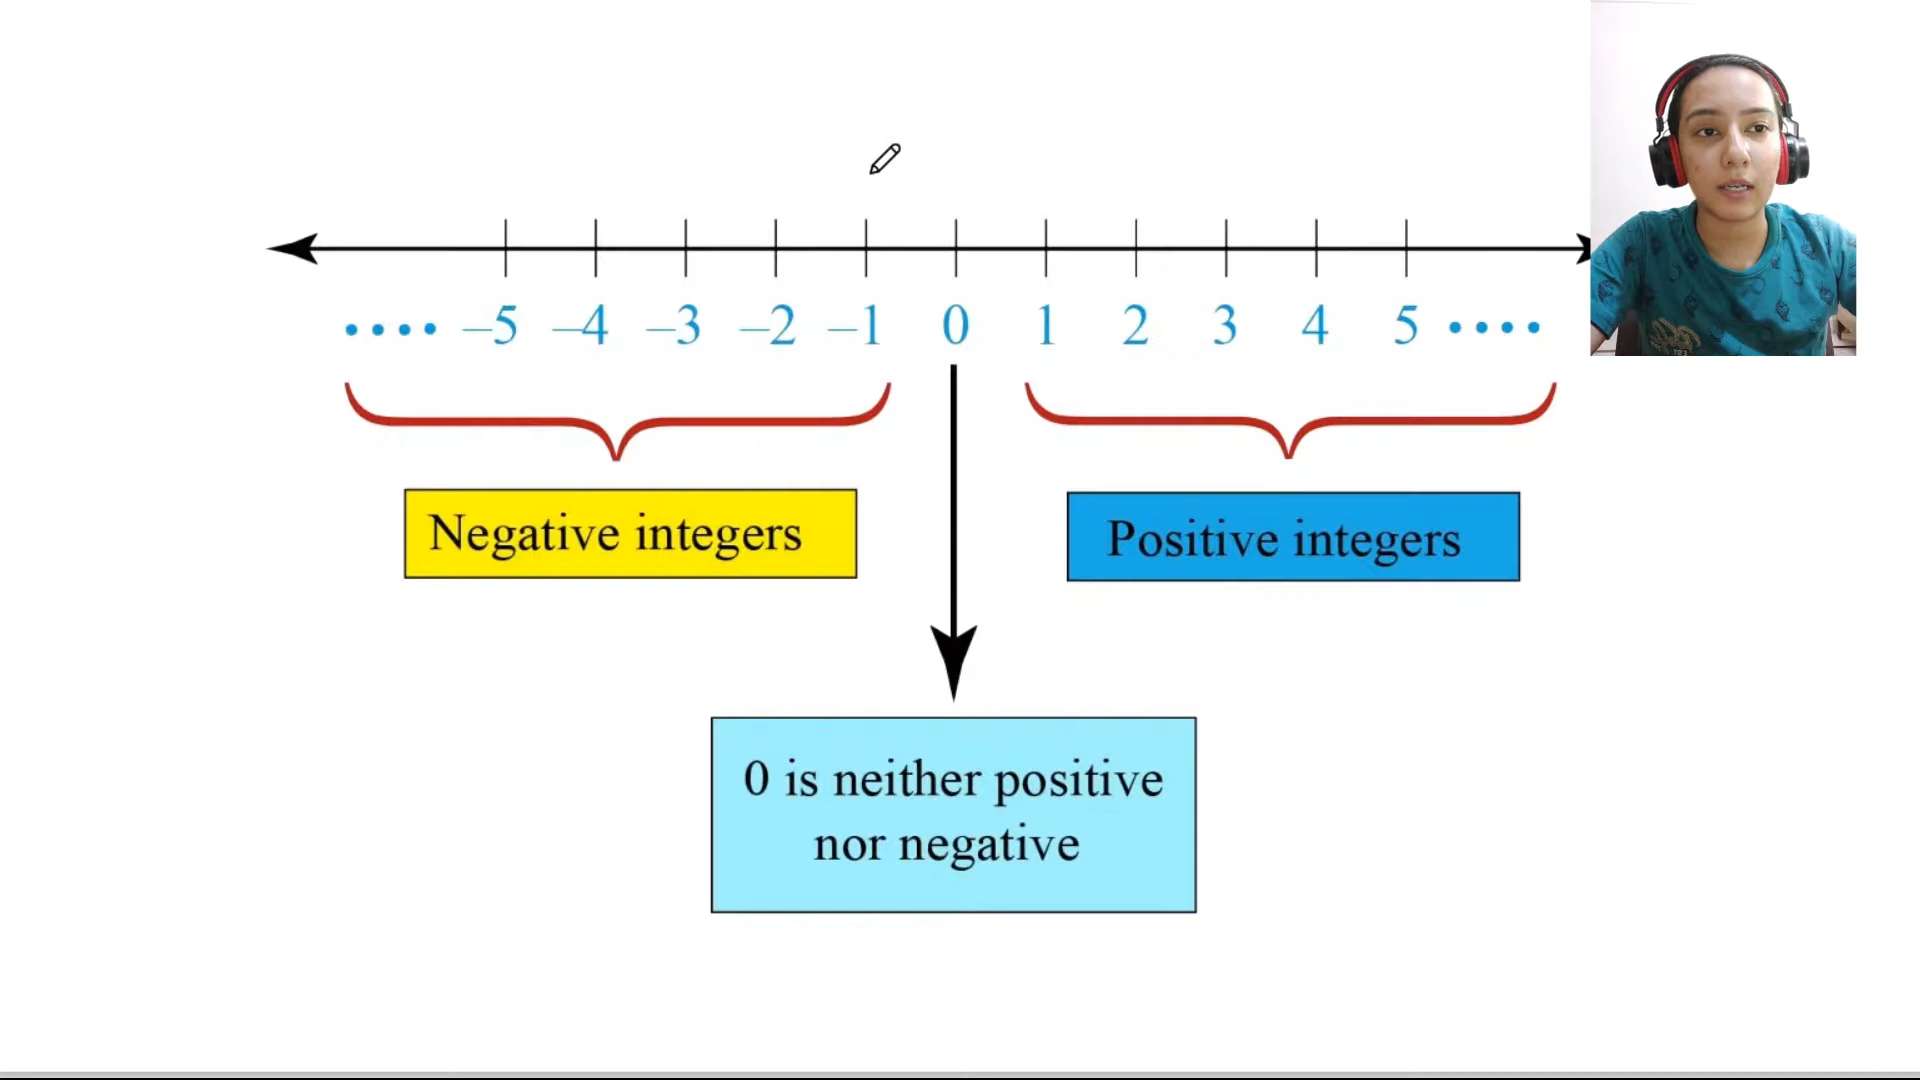 .... –5 –4 –3 –2 –1 0 1 2 3 4 5 ....
Negative integers
Positive integers
0 is neither positive
nor negative